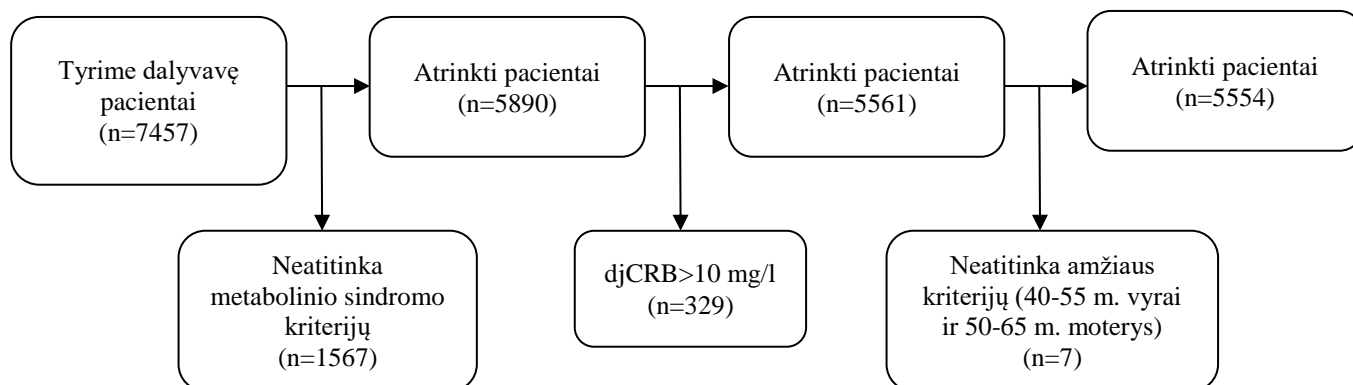 Tyrime dalyvavę
pacientai
(n=7457)
Atrinkti pacientai
(n=5890)
Atrinkti pacientai
(n=5561)
Atrinkti pacientai
(n=5554)
Neatitinka
metabolinio sindromo
kriterijų
(n=1567)
djCRB>10 mg/l
(n=329)
Neatitinka amžiaus
kriterijų (40-55 m. vyrai
ir 50-65 m. moterys)
(n=7)